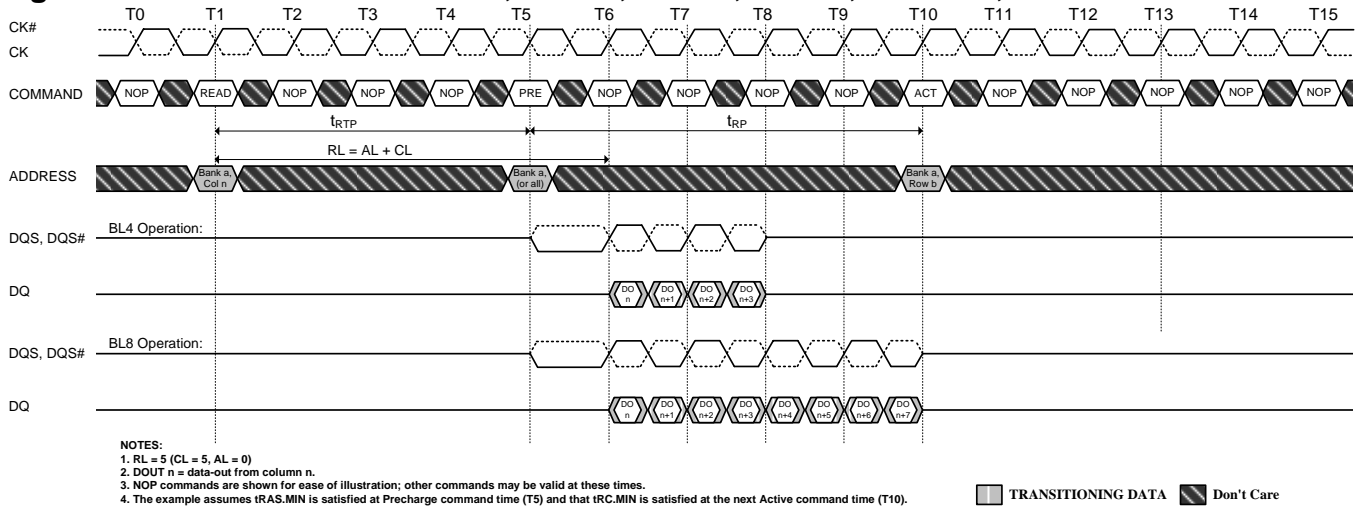 T0 T1 T2 T3 T4 T5 T6 T7 T8 T9 T10 T11 T12 T13 T14 T15
CK#
CK
COMMAND NOP READ NOP NOP NOP PRE NOP NOP NOP NOP ACT NOP NOP NOP NOP NOP
tRTP tRP
RL = AL + CL
ADDRESS
Bank a,
Col n
Bank a,
(or all)
Bank a,
Row b
BL4 Operation:
DQS, DQS#
DQ
DO
n
DO
n+1
DO
n+2
DO
n+3
BL8 Operation:
DQS, DQS#
DQ
DO
n
DO
n+1
DO
n+2
DO
n+3
DO
n+4
DO
n+5
DO
n+6
DO
n+7
NOTES:
1. RL = 5 (CL = 5, AL = 0)
2. DOUT n = data-out from column n.
3. NOP commands are shown for ease of illustration; other commands may be valid at these times.
4. The example assumes tRAS.MIN is satisfied at Precharge command time (T5) and that tRC.MIN is satisfied at the next Active command time (T10).
TRANSITIONING DATA Don't Care